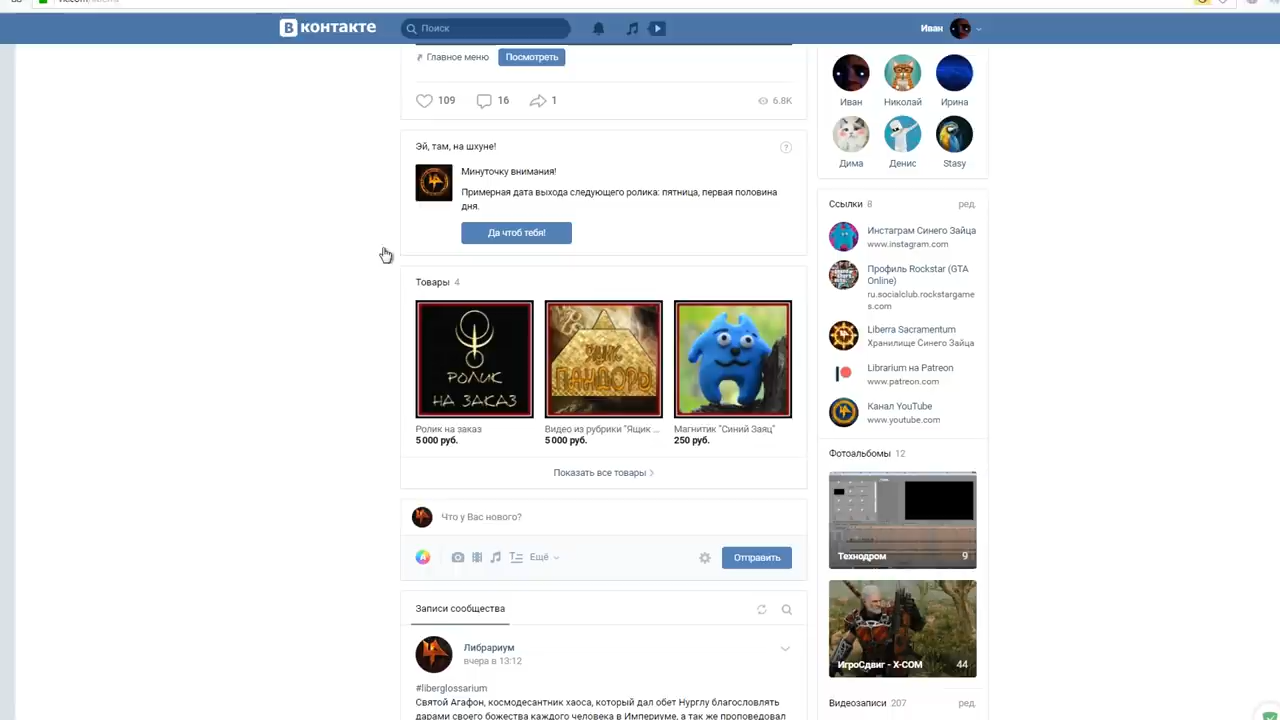 В контакте
Поиск
Иван
Главное меню
Посмотреть
109
16
1
6.8K
Эй, там, на шхуне!
?
Минуточку внимания!
Примерная дата выхода следующего ролика: пятница, первая половина
дня.
Да чтоб тебя!
Товары 4
РОЛИК
НА ЗАКАЗ
ЯЩИК
ПАНДОРЫ
Ролик на заказ
5 000 руб.
Видео из рубрики "Ящик ...
5 000 руб.
Магнитик "Синий Заяц"
250 руб.
Показать все товары
Что у Вас нового?
Ещё
Отправить
Записи сообщества
Либрариум
вчера в 13:12
#liberglossarium
Святой Агафон, космодесантник хаоса, который дал обет Нурглу благословлять
дарами своего божества каждого человека в Империуме, а так же проповедовал
Иван
Николай
Ирина
Дима
Денис
Stasy
Ссылки 8
ред.
Инстаграм Синего Зайца
www.instagram.com
Профиль Rockstar (GTA
Online)
ru.socialclub.rockstargame
s.com
Liberra Sacramentum
Хранилище Синего Зайца
Librarium на Patreon
www.patreon.com
Канал YouTube
www.youtube.com
Фотоальбомы 12
Технодром
9
ИгроСдвиг - X-COM
44
Видеозаписи 207
ред.